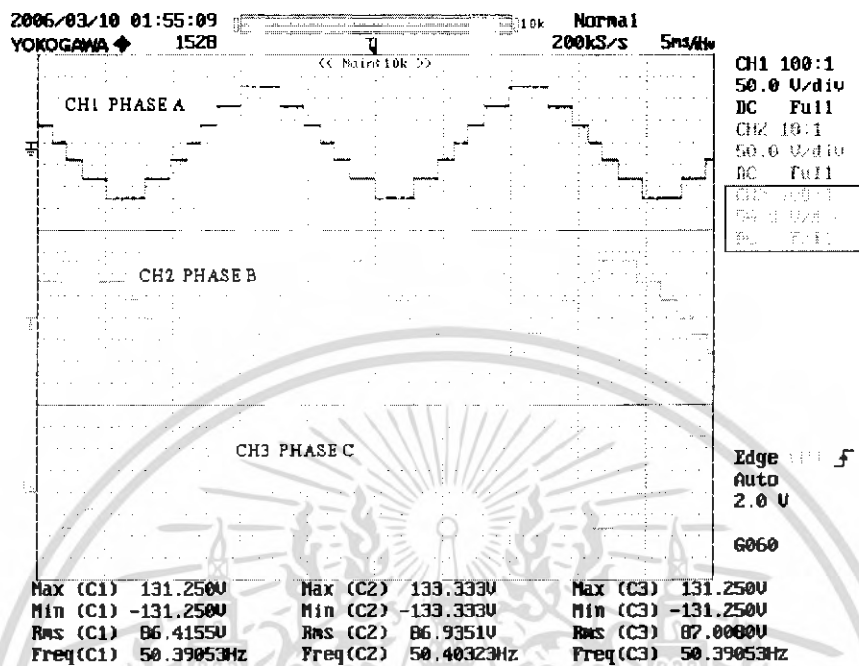 2006/03/10 01:55:09
10k
Normal
YOKOGAWA ◆ 1528
200kS/s 5ms/div
<< Main:10k >>
CH1 100:1
50.0 V/div
DC Full
CH2 10:1
50.0 V/div
DC Full
CH1 PHASE A
CH2 PHASE B
CH3 PHASE C
Edge
Auto
2.0 V
G060
Max (C1) 131.250V Max (C2) 133.333V Max (C3) 131.250V
Min (C1) -131.250V Min (C2) -133.333V Min (C3) -131.250V
Rms (C1) 86.4155V Rms (C2) 86.9351V Rms (C3) 87.0080V
Freq(C1) 50.39053Hz Freq(C2) 50.40323Hz Freq(C3) 50.39053Hz